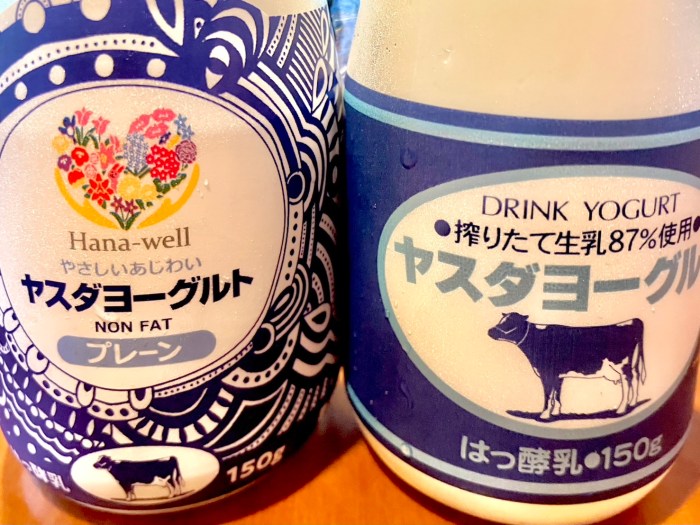 Hana-well
やさしいあじわい
ヤスダヨーグルト
NON FAT
プレーン
酵乳
150g
DRINK YOGURT
●搾りたて生乳87%使用●
ヤスダヨーグル
はっ酵乳●150g